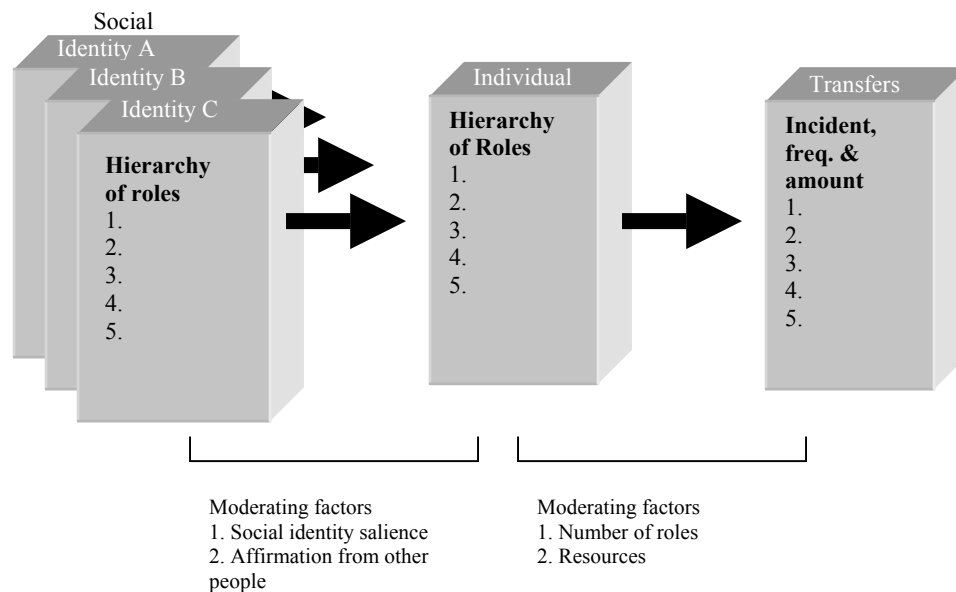 Social
Identity A
Identity B
Identity C
Hierarchy
of roles
1.
2.
3.
4.
5.
Individual
Hierarchy
of Roles
1.
2.
3.
4.
5.
Transfers
Incident,
freq. &
amount
1.
2.
3.
4.
5.
Moderating factors
1. Social identity salience
2. Affirmation from other
people
Moderating factors
1. Number of roles
2. Resources